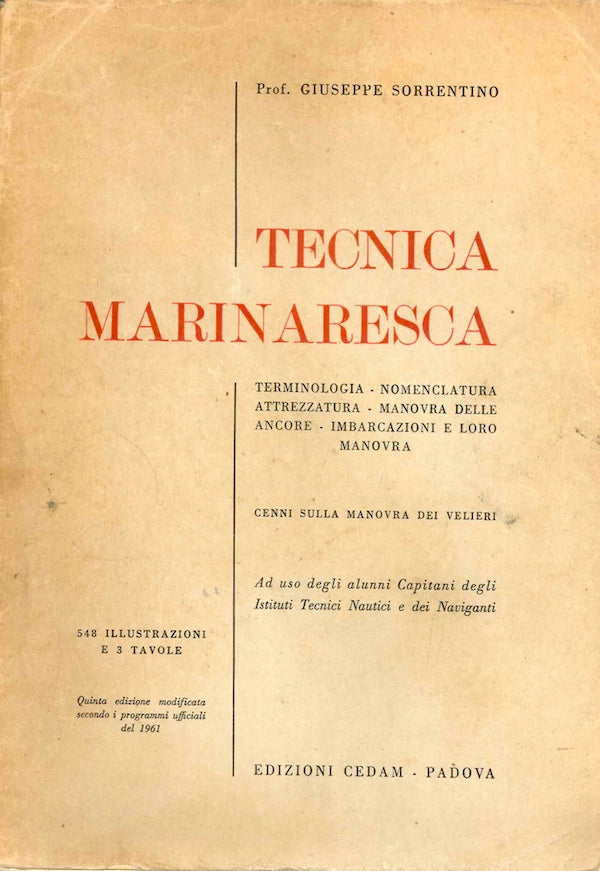 Prof. GIUSEPPE SORRENTINO
TECNICA
MARINARESCA
TERMINOLOGIA - NOMENCLATURA
ATTREZZATURA - MANOVRA DELLE
ANCORE - IMBARCAZIONI E LORO
MANOVRA
CENNI SULLA MANOVRA DEI VELIERI
Ad uso degli alunni Capitani degli
Istituti Tecnici Nautici e dei Naviganti
548 ILLUSTRAZIONI
E 3 TAVOLE
Quinta edizione modificata
secondo i programmi ufficiali
del 1961
EDIZIONI CEDAM - PADOVA